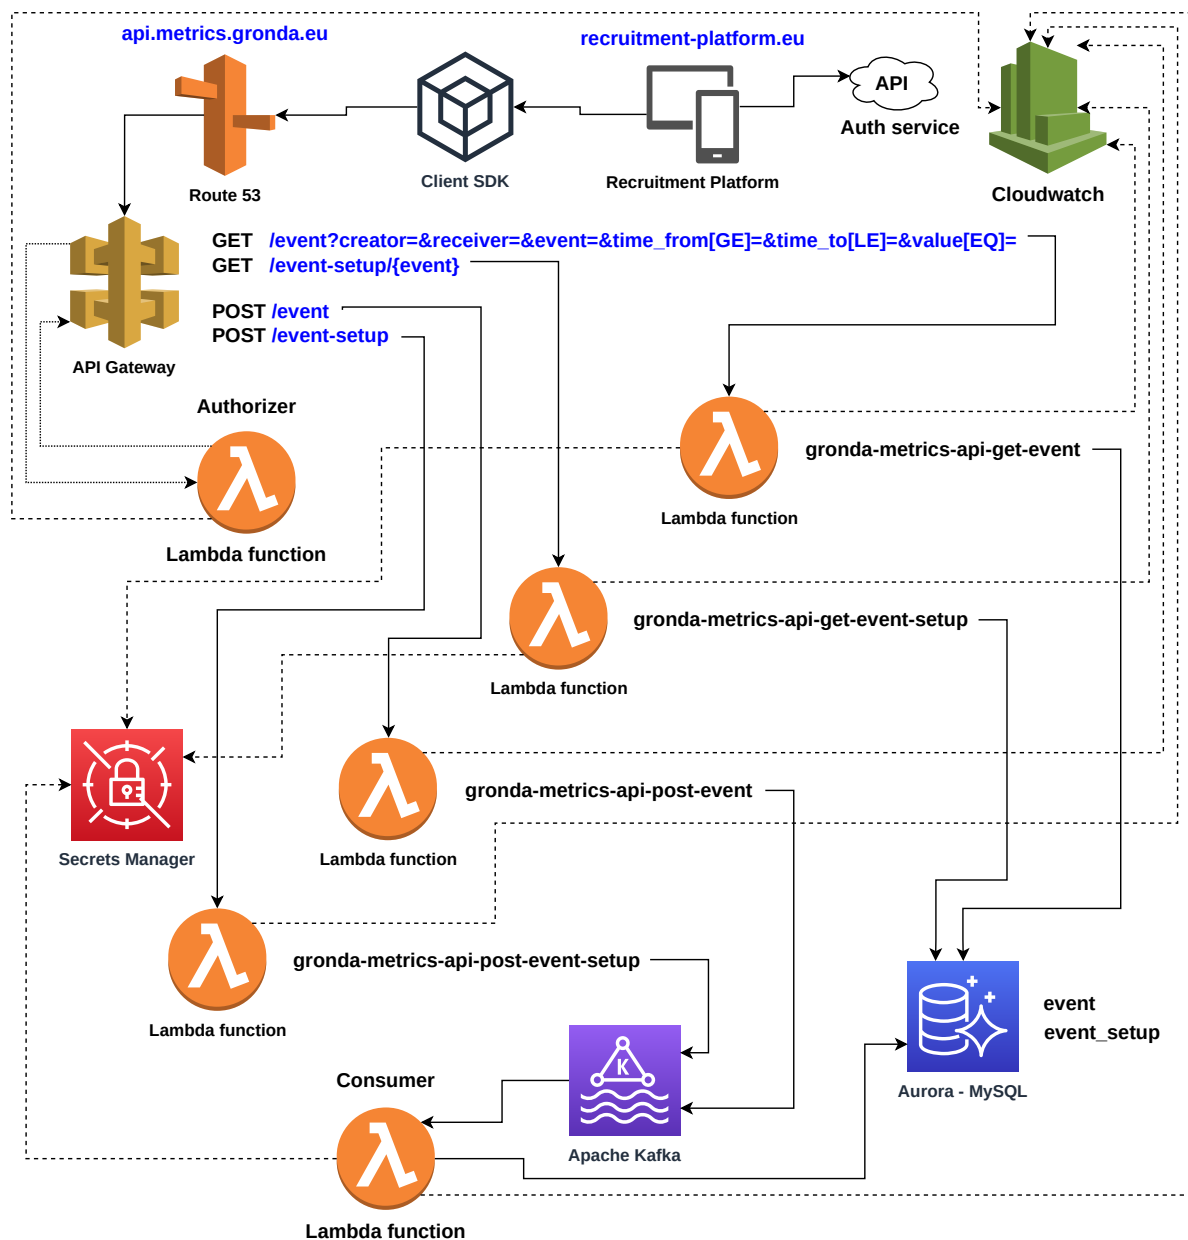 api.metrics.gronda.eu
recruitment-platform.eu
API
Auth service
Client SDK
Recruitment Platform
Route 53
Cloudwatch
GET /event?creator=&receiver=&event=&time_from[GE]=&time_to[LE]=&value[EQ]=
GET /event-setup/{event}
POST /event
POST /event-setup
API Gateway
Authorizer
Lambda function
gronda-metrics-api-get-event
Lambda function
gronda-metrics-api-get-event-setup
Lambda function
gronda-metrics-api-post-event
Lambda function
Secrets Manager
gronda-metrics-api-post-event-setup
Lambda function
event
event_setup
Aurora - MySQL
K
Apache Kafka
Consumer
Lambda function